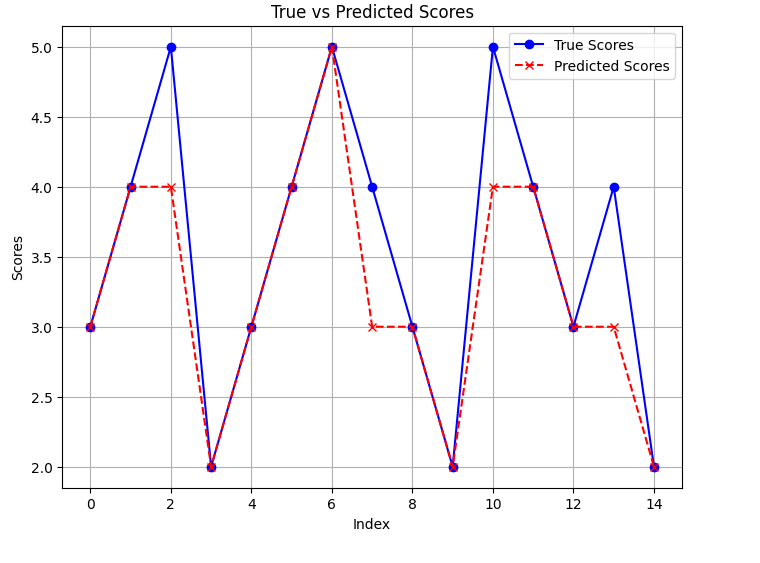 True vs Predicted Scores
True Scores
Predicted Scores
5.0
4.5
4.0
3.5
3.0
2.5
2.0
Scores
0 2 4 6 8 10 12 14
Index